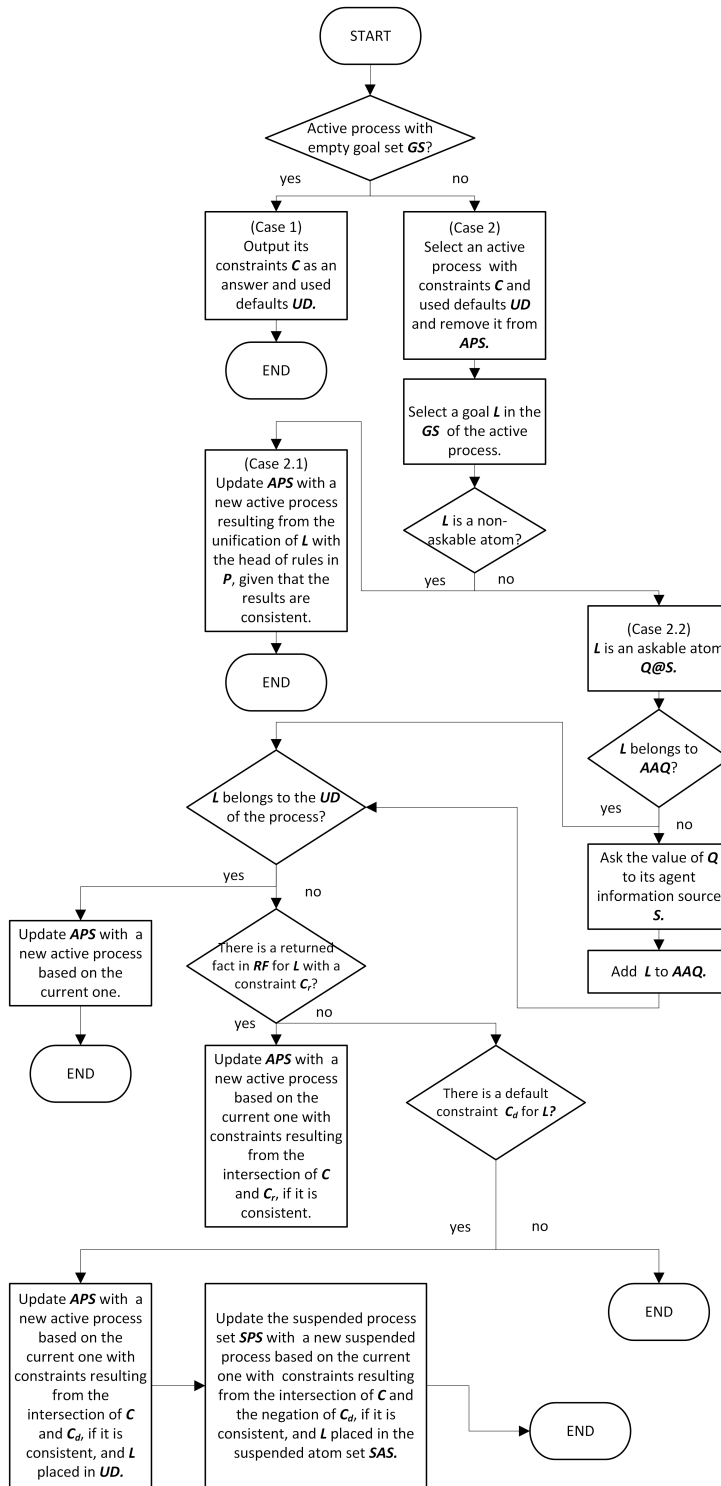 START
Active process with
empty goal set GS?
yes
no
(Case 1)
Output its
constraints C as an
answer and used
defaults UD.
END
(Case 2)
Select an active
process with
constraints C and
used defaults UD
and remove it from
APS.
Select a goal L in the
GS of the active
process.
L is a non-
askable atom?
yes
no
(Case 2.1)
Update APS with a
new active process
resulting from the
unification of L with
the head of rules in
P, given that the
results are
consistent.
END
(Case 2.2)
L is an askable atom
Q@S.
L belongs to
AAQ?
yes
no
Ask the value of Q
to its agent
information source
S.
Add L to AAQ.
L belongs to the UD
of the process?
yes
no
Update APS with a
new active process
based on the
current one.
END
There is a returned
fact in RF for L with a
constraint Cr?
yes
no
Update APS with a
new active process
based on the
current one with
constraints resulting
from the
intersection of C
and Cr, if it is
consistent.
There is a default
constraint Cd for L?
yes
no
Update APS with a
new active process
based on the
current one with
constraints resulting
from the
intersection of C
and Cd, if it is
consistent, and L
placed in UD.
Update the suspended process
set SPS with a new suspended
process based on the current
one with constraints resulting
from the intersection of C and
the negation of Cd, if it is
consistent, and L placed in the
suspended atom set SAS.
END
END